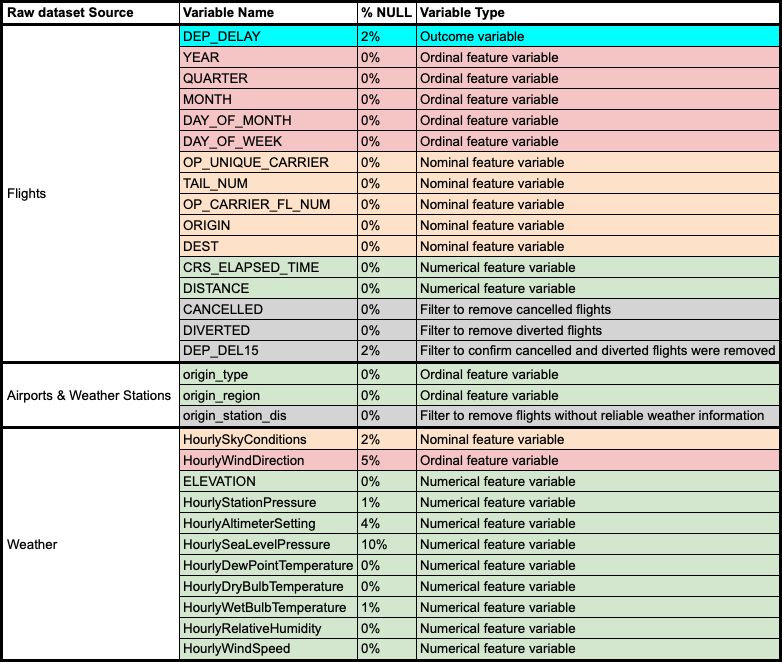 Raw dataset Source Variable Name % NULL Variable Type
DEP_DELAY 2% Outcome variable
YEAR 0% Ordinal feature variable
QUARTER 0% Ordinal feature variable
MONTH 0% Ordinal feature variable
DAY_OF_MONTH 0% Ordinal feature variable
DAY_OF_WEEK 0% Ordinal feature variable
OP_UNIQUE_CARRIER 0% Nominal feature variable
TAIL_NUM 0% Nominal feature variable
Flights
OP_CARRIER_FL_NUM 0% Nominal feature variable
ORIGIN 0% Nominal feature variable
DEST 0% Nominal feature variable
CRS_ELAPSED_TIME 0% Numerical feature variable
DISTANCE 0% Numerical feature variable
CANCELLED 0% Filter to remove cancelled flights
DIVERTED 0% Filter to remove diverted flights
DEP_DEL15 2% Filter to confirm cancelled and diverted flights were removed
origin_type 0% Ordinal feature variable
Airports & Weather Stations origin_region 0% Ordinal feature variable
origin_station_dis 0% Filter to remove flights without reliable weather information
HourlySkyConditions 2% Nominal feature variable
HourlyWindDirection 5% Ordinal feature variable
ELEVATION 0% Numerical feature variable
HourlyStationPressure 1% Numerical feature variable
HourlyAltimeterSetting 4% Numerical feature variable
Weather HourlySeaLevelPressure 10% Numerical feature variable
HourlyDewPointTemperature 0% Numerical feature variable
HourlyDryBulbTemperature 0% Numerical feature variable
HourlyWetBulbTemperature 1% Numerical feature variable
HourlyRelativeHumidity 0% Numerical feature variable
HourlyWindSpeed 0% Numerical feature variable